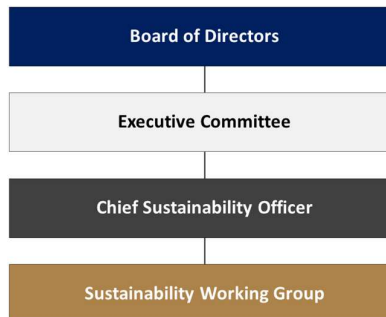 Board of Directors
Executive Committee
Chief Sustainability Officer
Sustainability Working Group